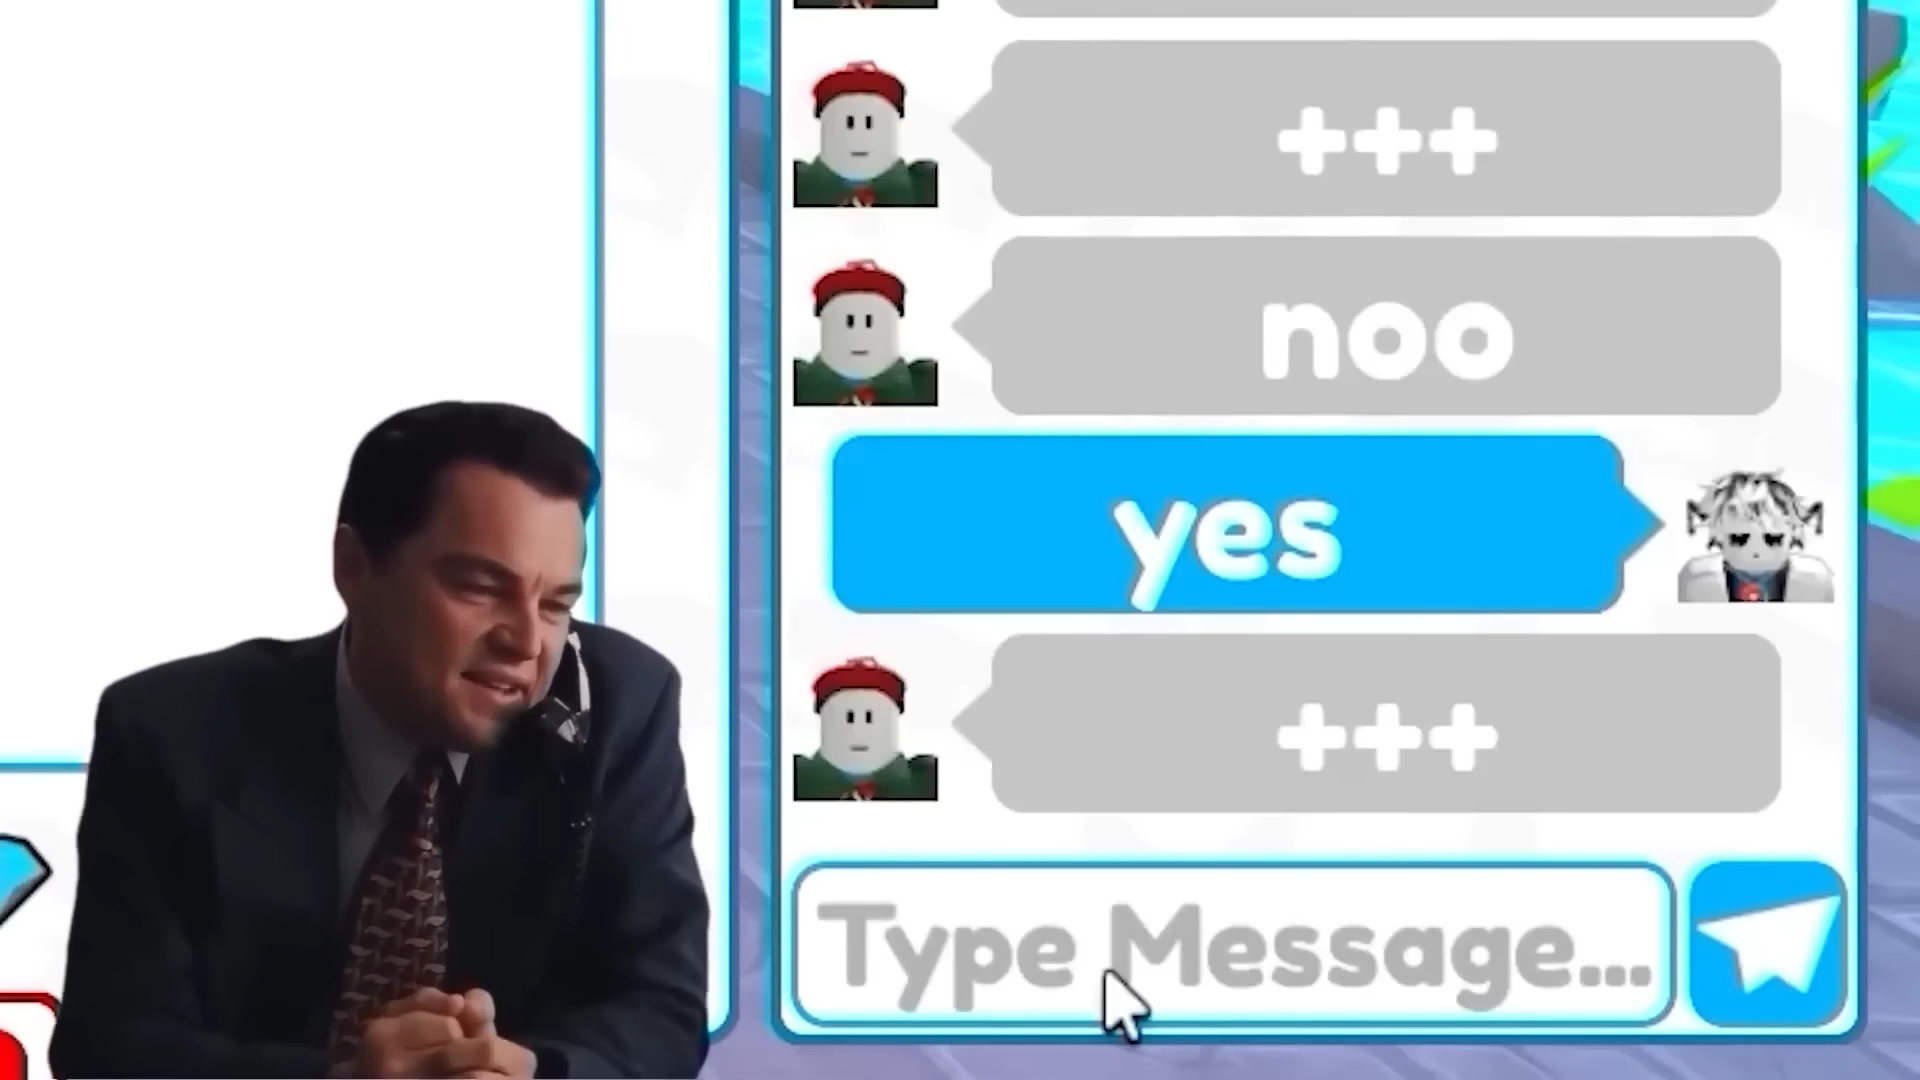 +++
noo
yes
+++
Type Message...